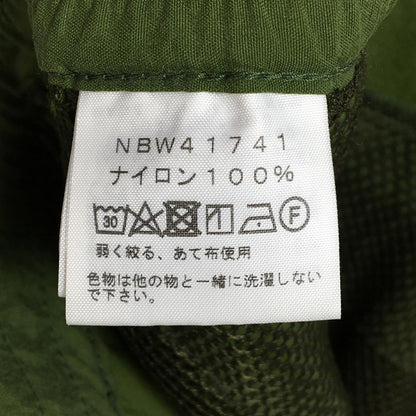 NBW41741
ナイロン100%
30 F
弱く絞る、あて布使用
色物は他の物と一緒に洗濯しない
で下さい。